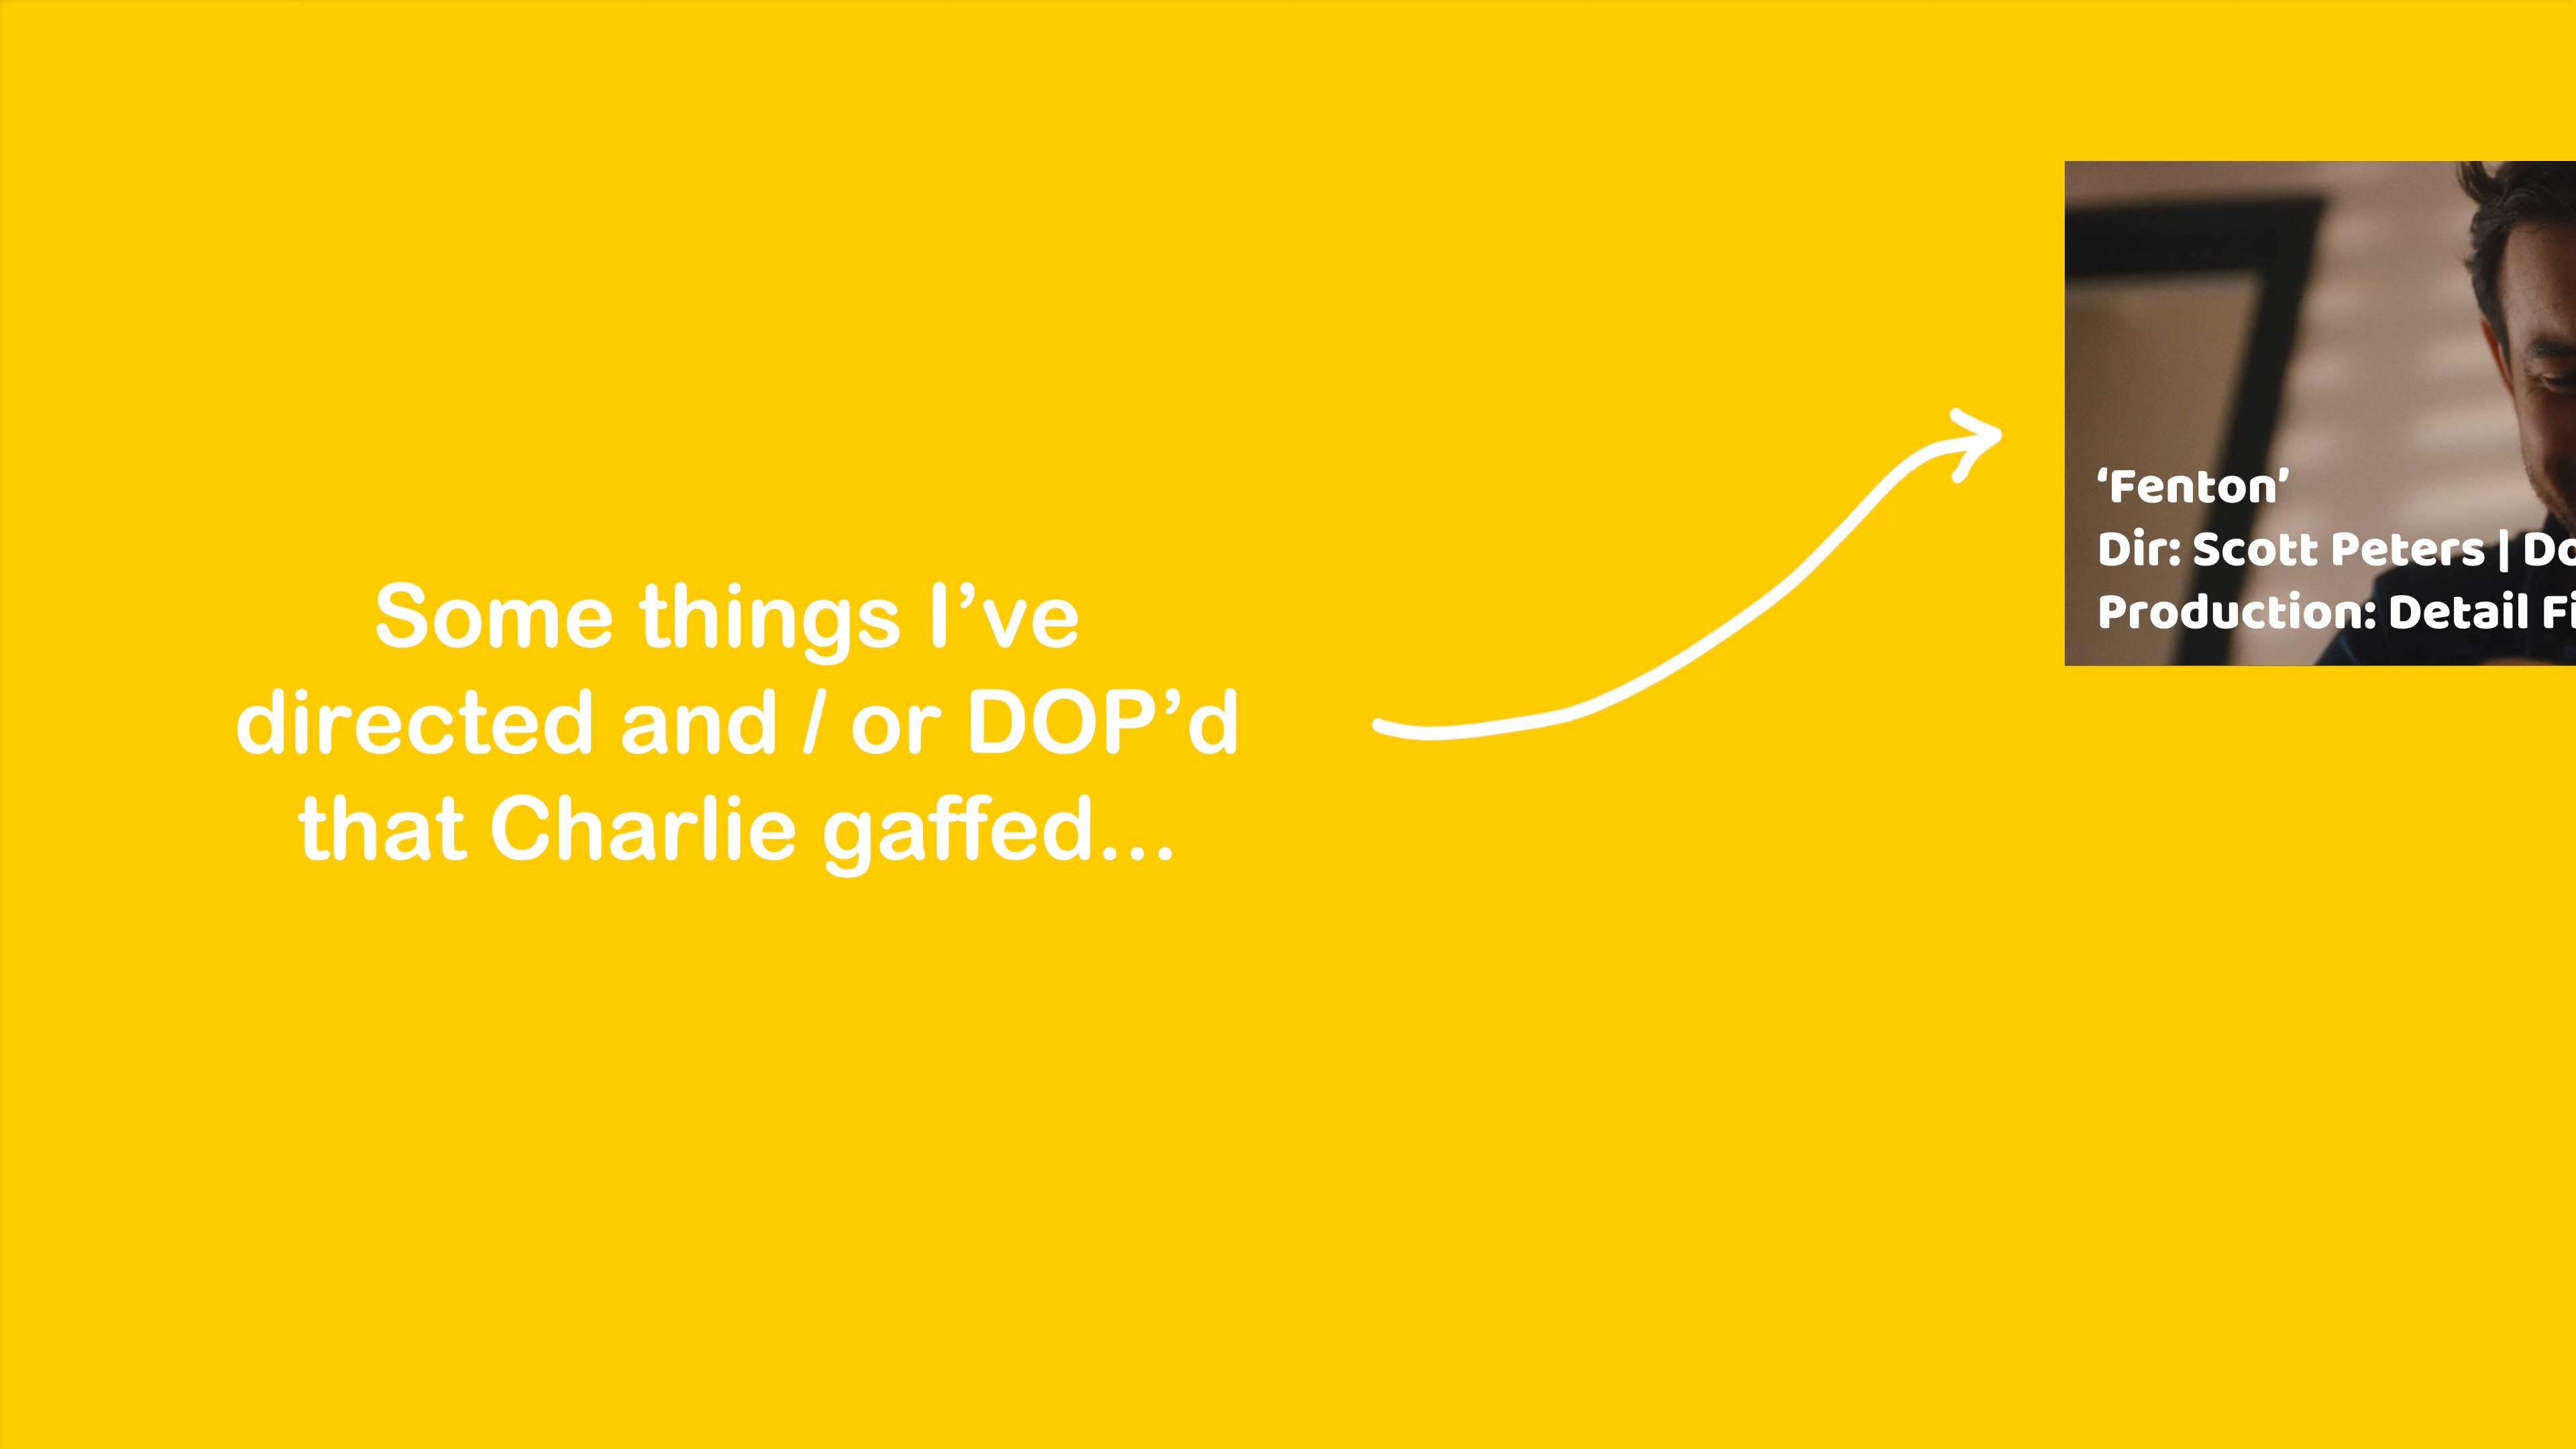 Some things I’ve
directed and / or DOP’d
that Charlie gaffed...
‘Fenton’
Dir: Scott Peters |
Production: Detail